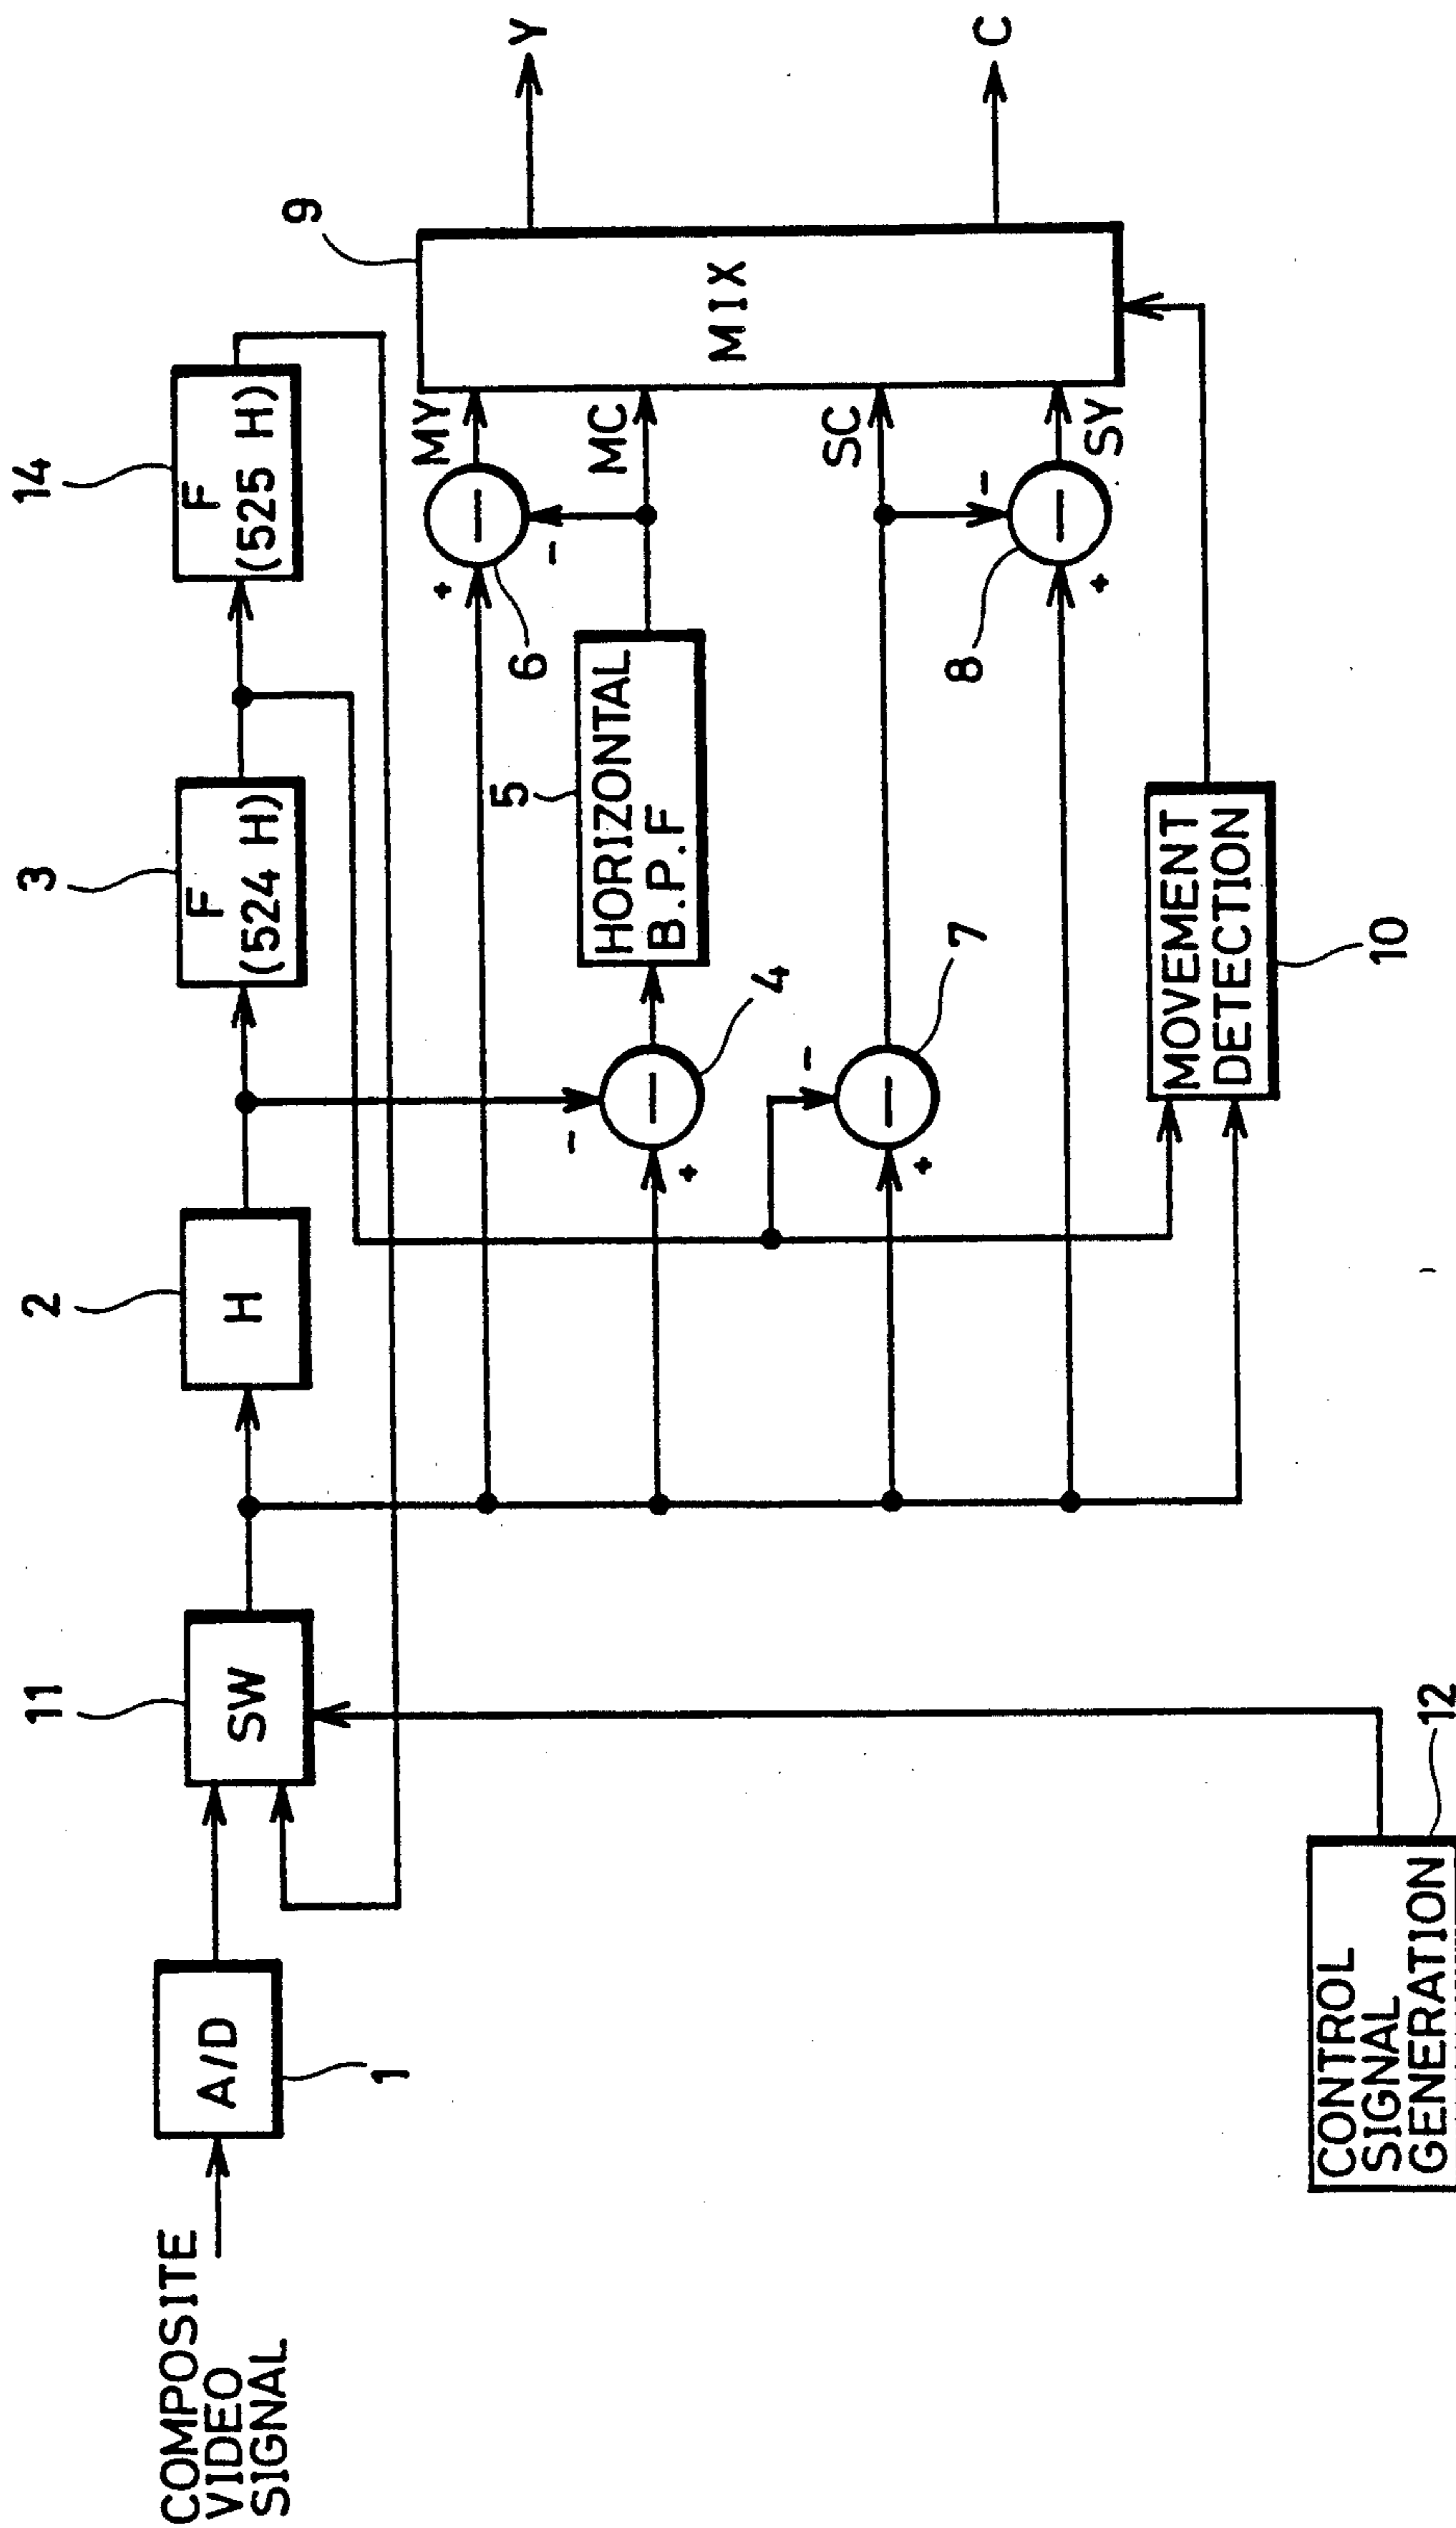 COMPOSITE
VIDEO
SIGNAL
A/D
1
SW
11
H
2
F
(524 H)
3
F
(525 H)
14
-
+
4
HORIZONTAL
B.P.F
5
+
-
6
MY
MC
-
+
7
SC
-
+
8
SY
MIX
9
Y
C
MOVEMENT
DETECTION
10
CONTROL
SIGNAL
GENERATION
12